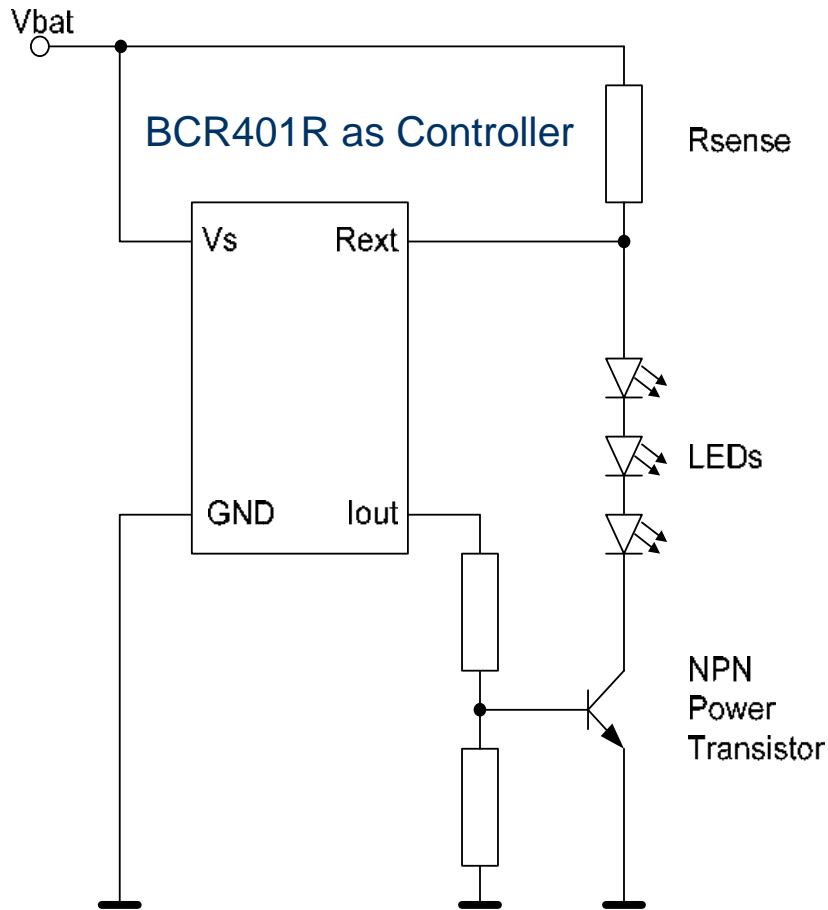 Vbat
BCR401R as Controller
Rsense
Vs
Rext
LEDs
GND
Iout
NPN
Power
Transistor